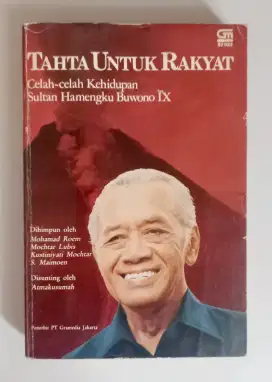 GM
TAHTA UNTUK RAKYAT
Celah-celah Kehidupan
Sultan Hamengku Buwono IX
Dihimpun oleh
Mohamad Roem
Mochtar Lubis
Kustiniyati Mochtar
S. Maimoen
Disunting oleh
Atmakusumah
Penerbit PT Gramedia Jakarta